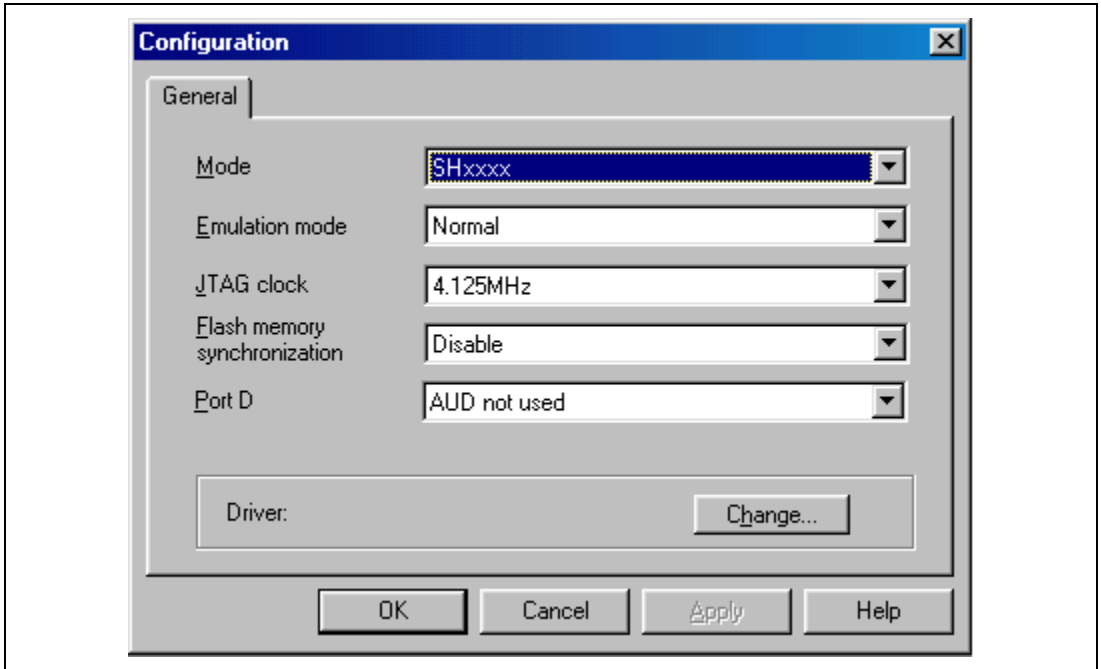 Configuration
General
Mode
SHxxxx
Emulation mode
Normal
JTAG clock
4.125MHz
Flash memory
synchronization
Disable
Port D
AUD not used
Driver:
Change...
OK
Cancel
Apply
Help